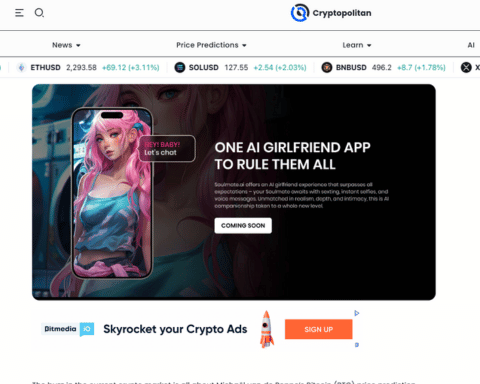 Cryptopolitan
News
Price Predictions
Learn
AI
ETHUSD 2,293.58 +69.12 (+3.11%)
SOLUSD 127.55 +2.54 (+2.03%)
BNBUSD 496.2 +8.7 (+1.78%)
X
HEY! BABY!
Let's chat
ONE AI GIRLFRIEND APP
TO RULE THEM ALL
Soulmate.ai offers an AI girlfriend experience that surpasses all
expectations – your Soulmate awaits with sexting, instant selfies, and
voice messages. Unmatched in realism, depth, and intimacy, this is AI
companionship taken to a whole new level.
COMING SOON
Bitmedia iO
Skyrocket your Crypto Ads
SIGN UP